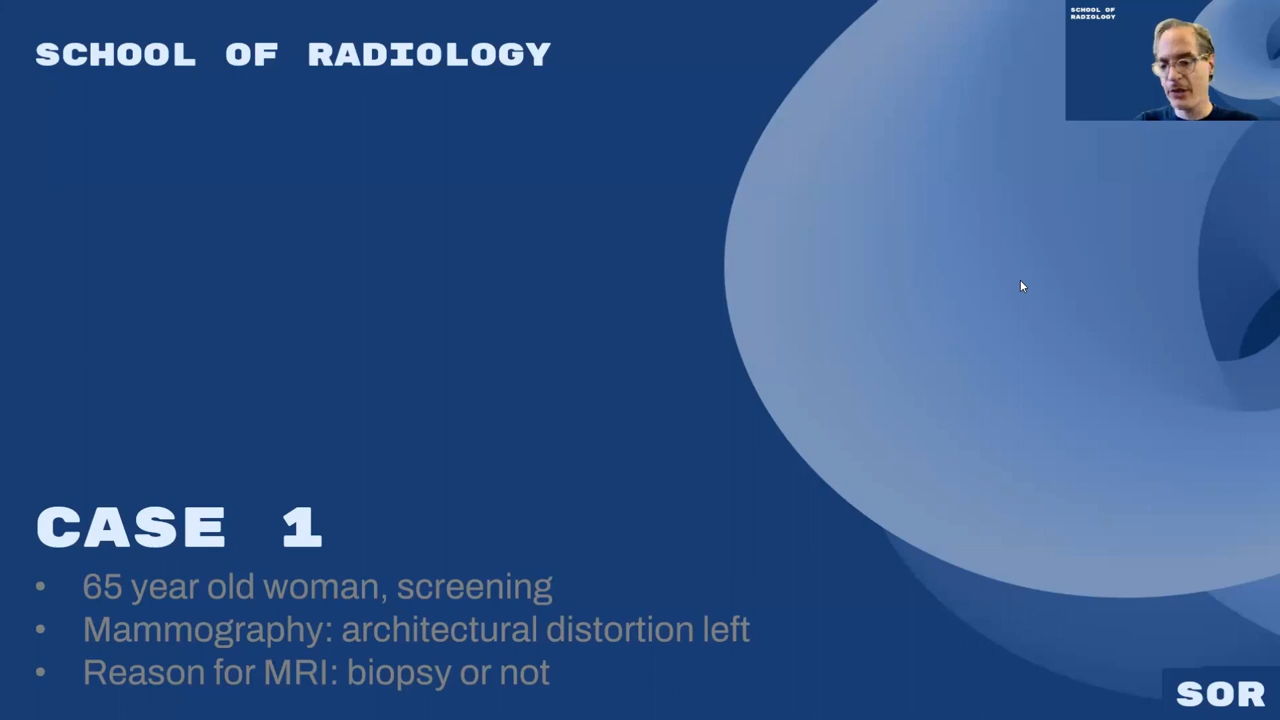 SCHOOL OF RADIOLOGY
SCHOOL OF
RADIOLOGY
CASE 1
• 65 year old woman, screening
• Mammography: architectural distortion left
• Reason for MRI: biopsy or not
SOR